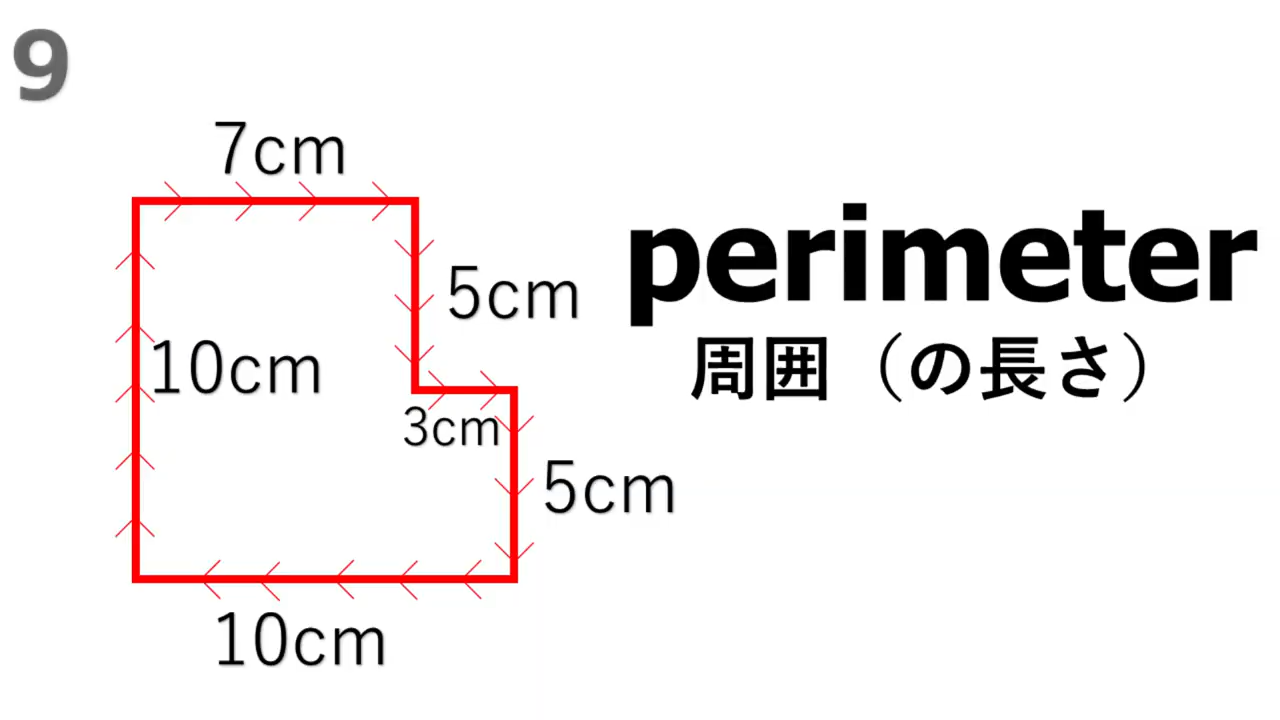 9
7cm
5cm
perimeter
周囲（の長さ）
10cm
3cm
5cm
10cm